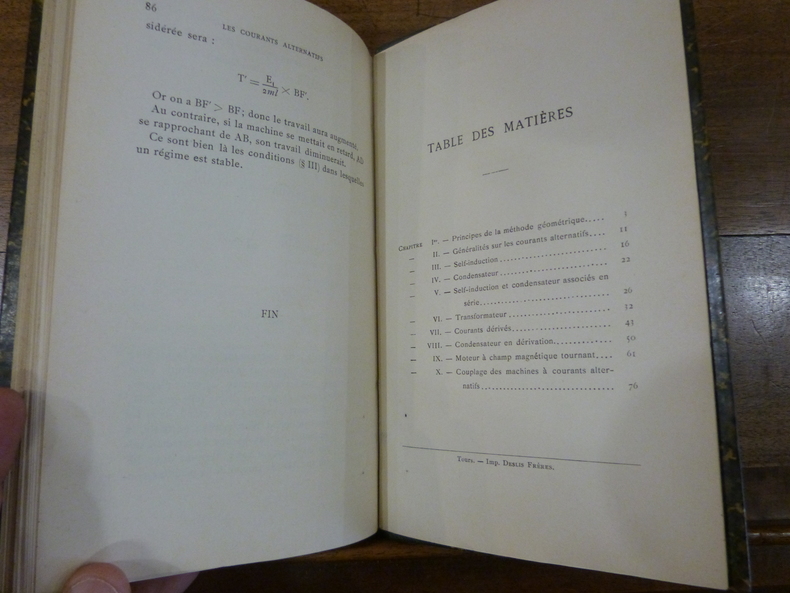 86
LES COURANTS ALTERNATIFS
sidérée sera :
T' = E₁ / 2ml × BF'.
Or on a BF' > BF; donc le travail aura augmenté.
Au contraire, si la machine se mettait en retard,
se rapprochant de AB, son travail diminuerait.
Ce sont bien là les conditions (§ III) dans lesquelles
un régime est stable.
FIN
TABLE DES MATIÈRES
CHAPITRE Iᵉʳ. — Principes de la méthode géométrique..... 1
— II. — Généralités sur les courants alternatifs.... 11
— III. — Self-induction.......................... 16
— IV. — Condensateur.......................... 22
— V. — Self-induction et condensateur associés en
série.............................. 26
— VI. — Transformateur........................ 12
— VII. — Courants dérivés...................... 43
— VIII. — Condensateur en dérivation............. 50
— IX. — Moteur à champ magnétique tournant.... 61
— X. — Couplage des machines à courants alter-
natifs............................... 76
Tours. — Imp. DESLIS FRÈRES.